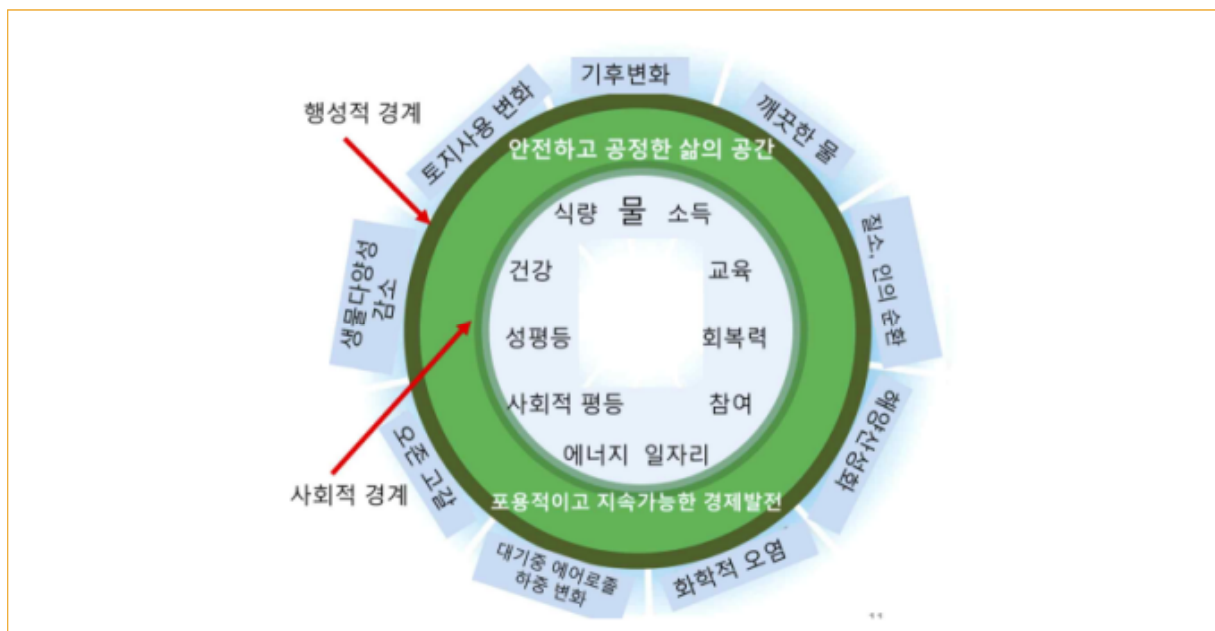 기후변화
행성적 경계
토지사용 변화
깨끗한 물
안전하고 공정한 삶의 공간
식량 물 소득
생물다양성
감소
건강
교육
질소, 인의 순환
성평등
회복력
사회적 평등
참여
에너지 일자리
오존 고갈
해양산성화
사회적 경계
포용적이고 지속가능한 경제발전
대기중 에어로졸
하중 변화
화학적 오염